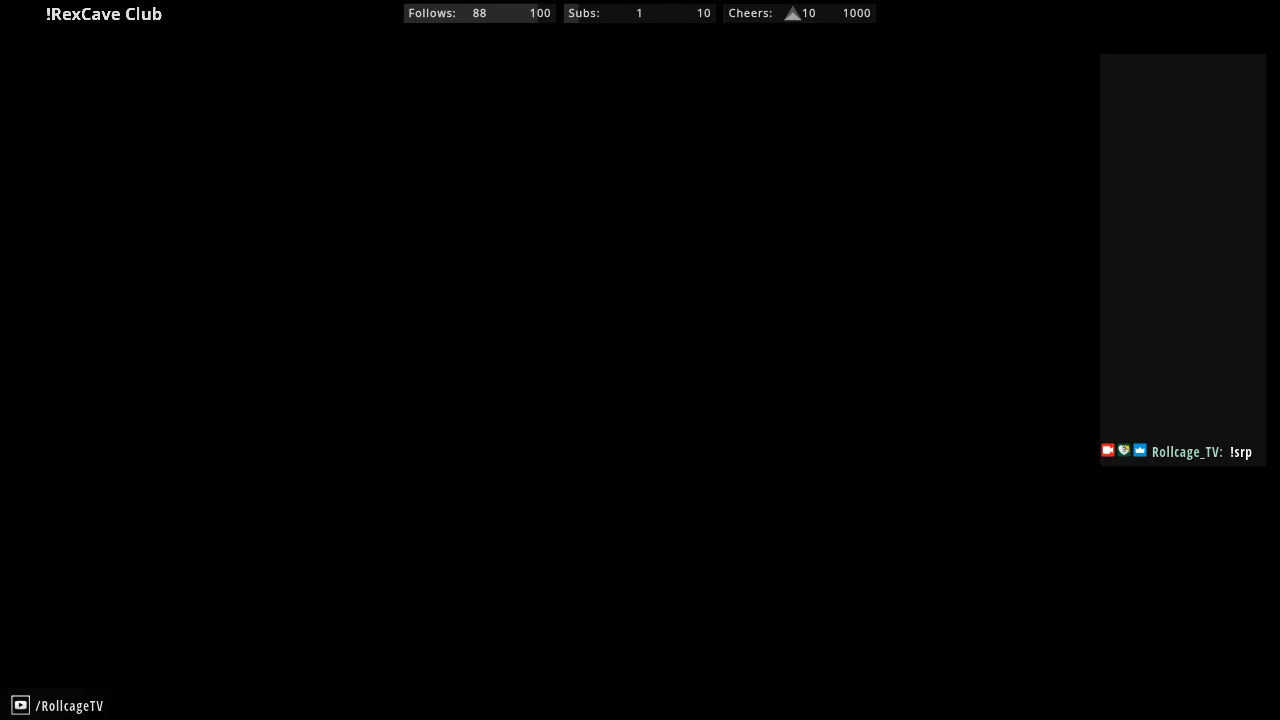 !RexCave Club
Follows: 88 100
Subs: 1 10
Cheers: 10 1000
Rollcage_TV: !srp
/RollcageTV